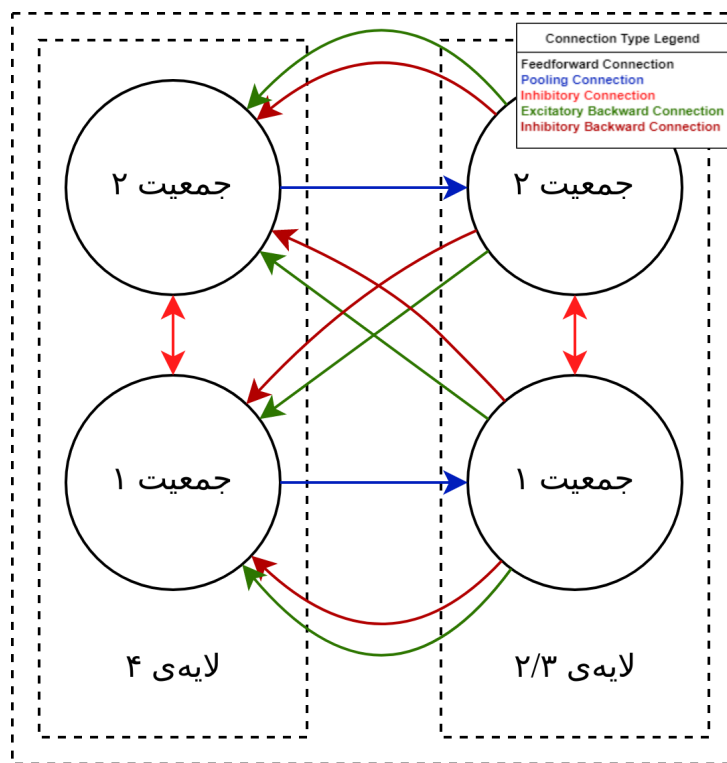 Connection Type Legend
Feedforward Connection
Pooling Connection
Inhibitory Connection
Excitatory Backward Connection
Inhibitory Backward Connection
جمعیت ۲
جمعیت ۲
جمعیت ۱
جمعیت ۱
لایه‌ی ۴
لایه‌ی ۲/۳